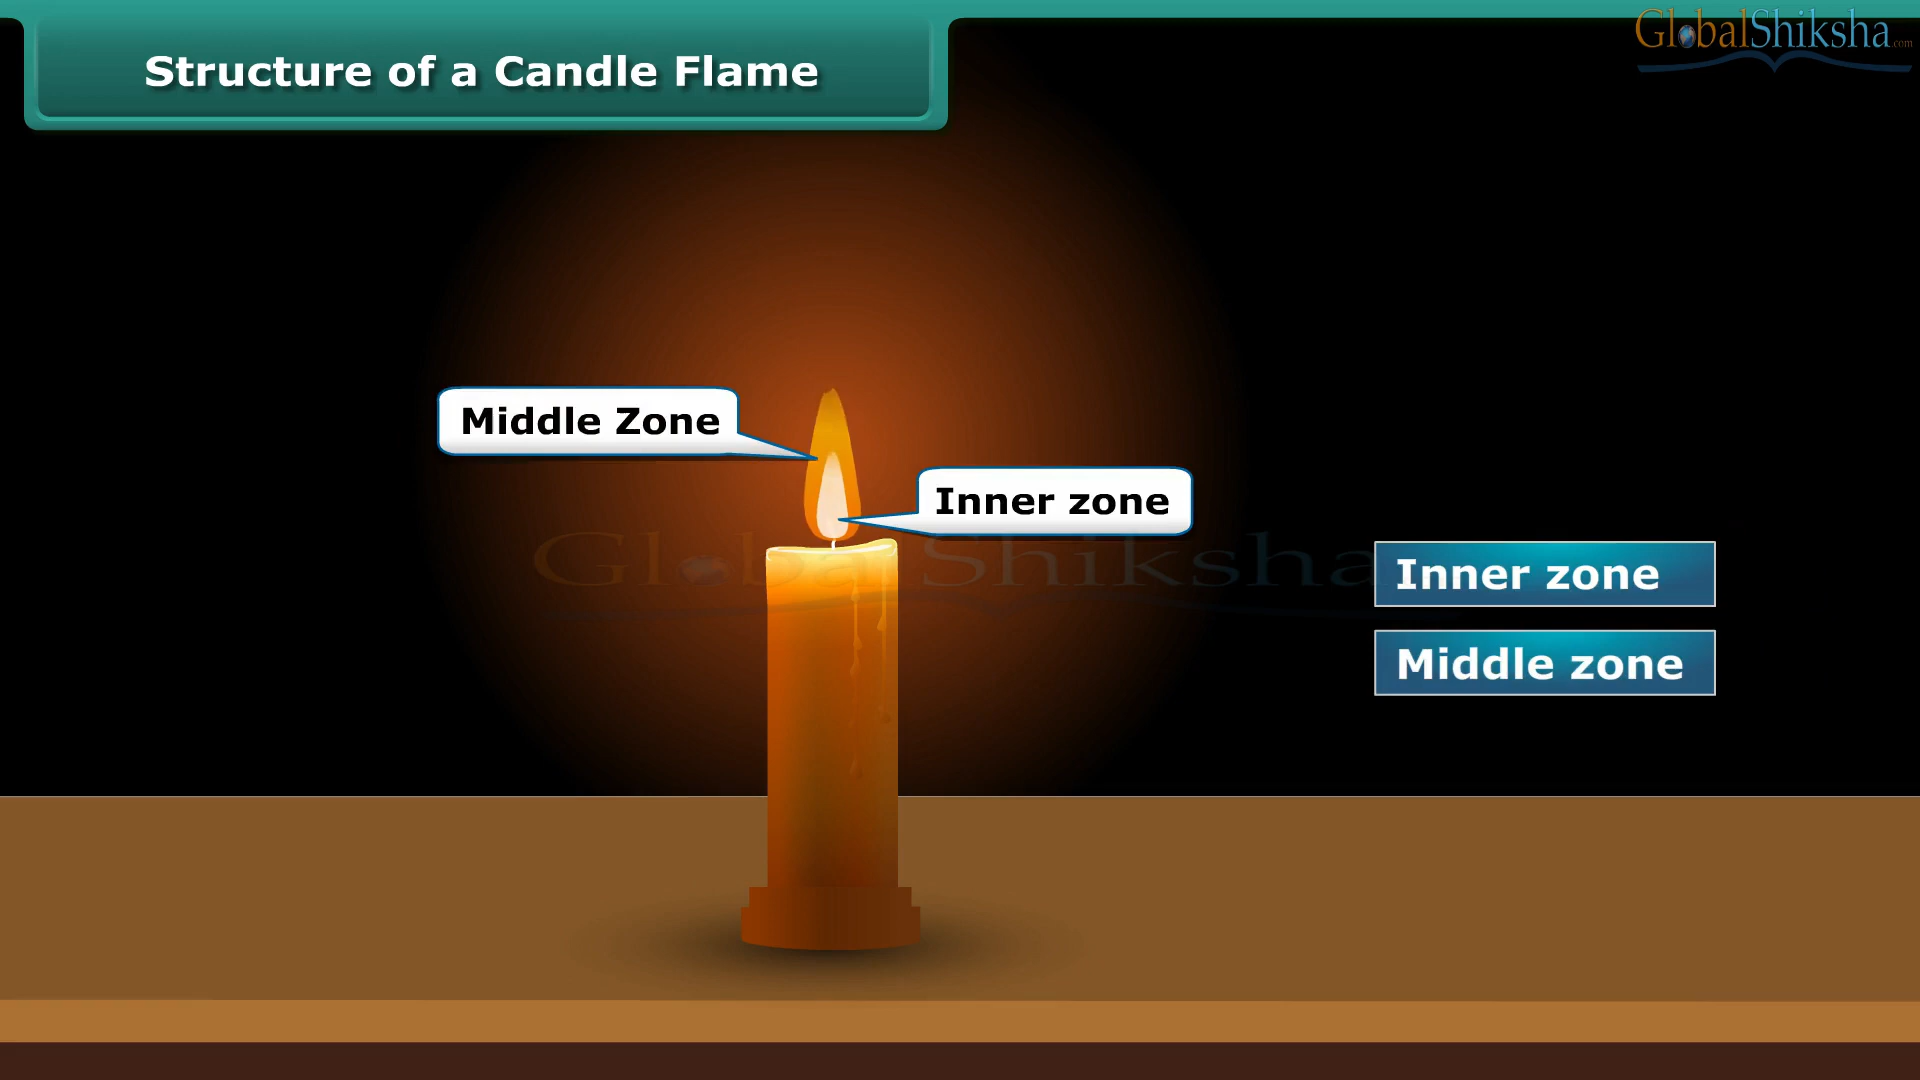 Structure of a Candle Flame
GlobalShiksha.com
Middle Zone
Inner zone
GlobalShiksha
Inner zone
Middle zone